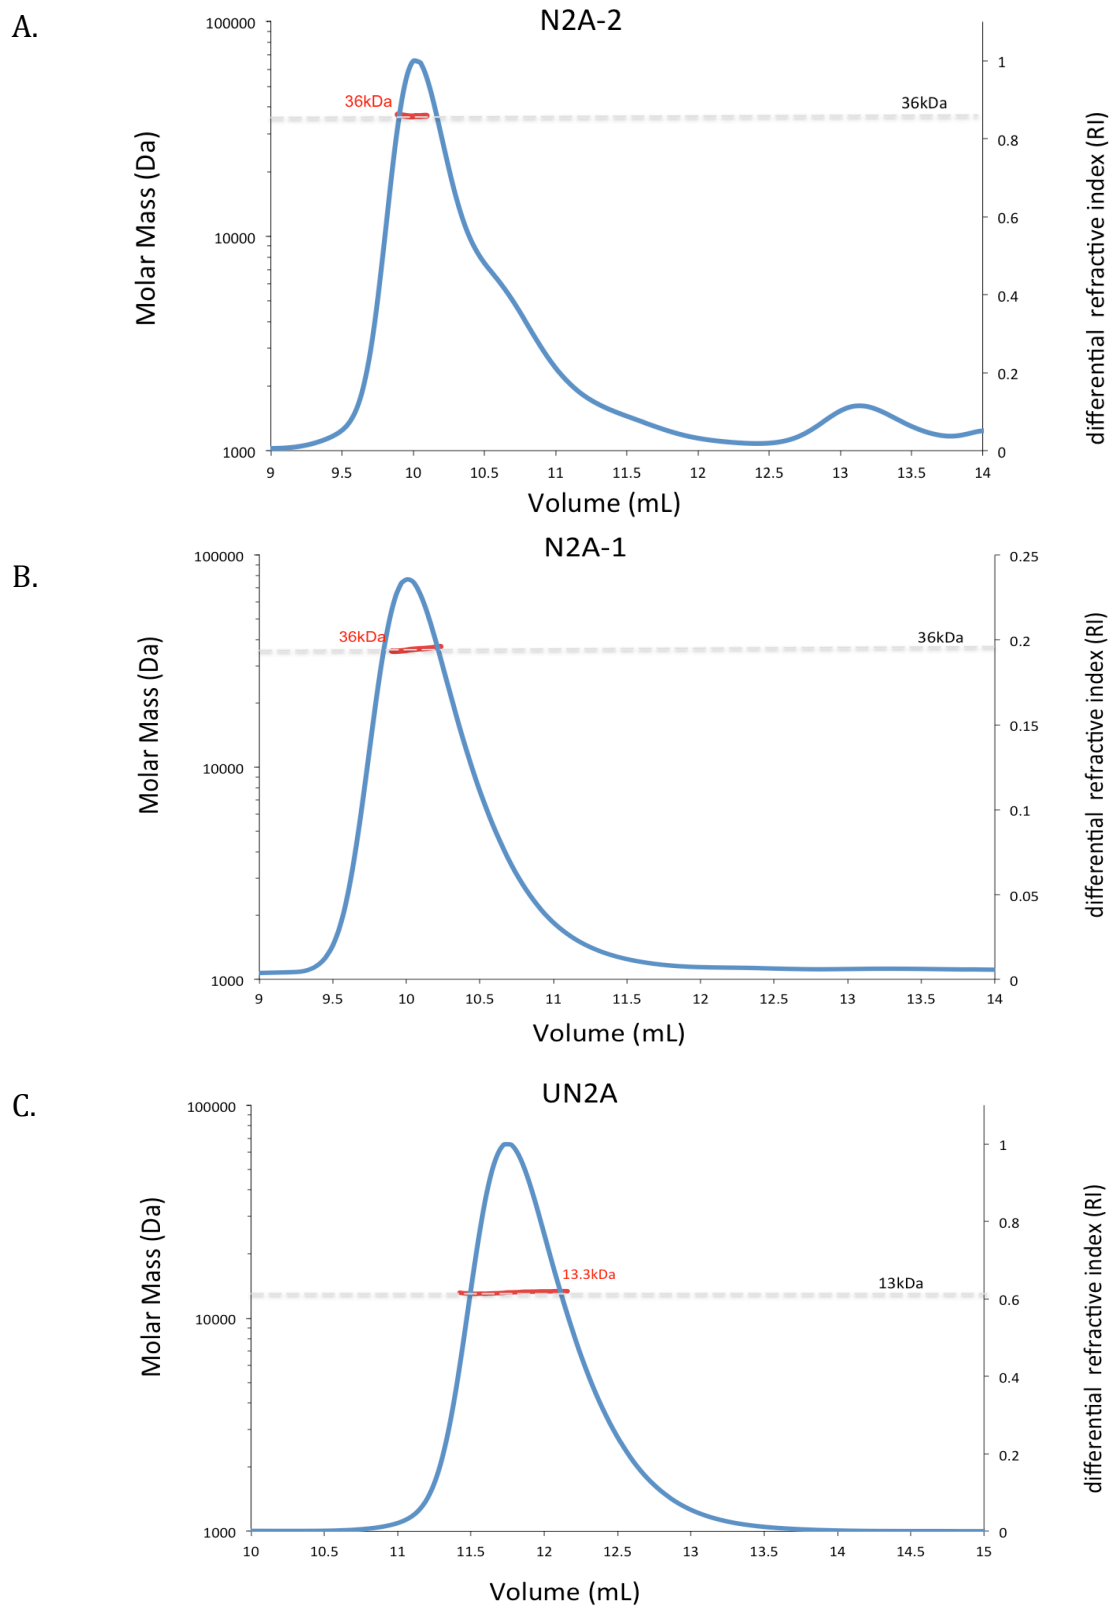 A.
N2A-2
100000
10000
1000
Molar Mass (Da)
36kDa
36kDa
1
0.8
0.6
0.4
0.2
0
differential refractive index (RI)
9 9.5 10 10.5 11 11.5 12 12.5 13 13.5 14
Volume (mL)
B.
N2A-1
100000
10000
1000
Molar Mass (Da)
36kDa
36kDa
0.25
0.2
0.15
0.1
0.05
0
differential refractive index (RI)
9 9.5 10 10.5 11 11.5 12 12.5 13 13.5 14
Volume (mL)
C.
UN2A
100000
10000
1000
Molar Mass (Da)
13.3kDa
13kDa
1
0.8
0.6
0.4
0.2
0
differential refractive index (RI)
10 10.5 11 11.5 12 12.5 13 13.5 14 14.5 15
Volume (mL)